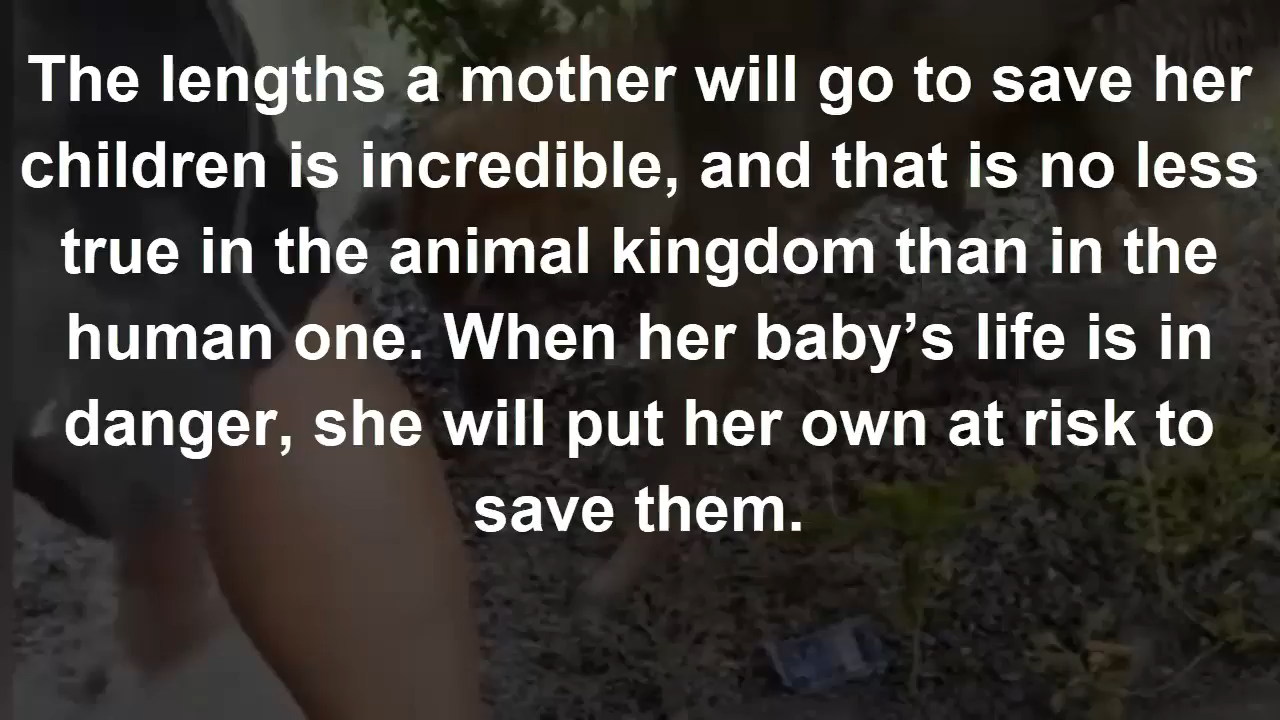 The lengths a mother will go to save her
children is incredible, and that is no less
true in the animal kingdom than in the
human one. When her baby’s life is in
danger, she will put her own at risk to
save them.